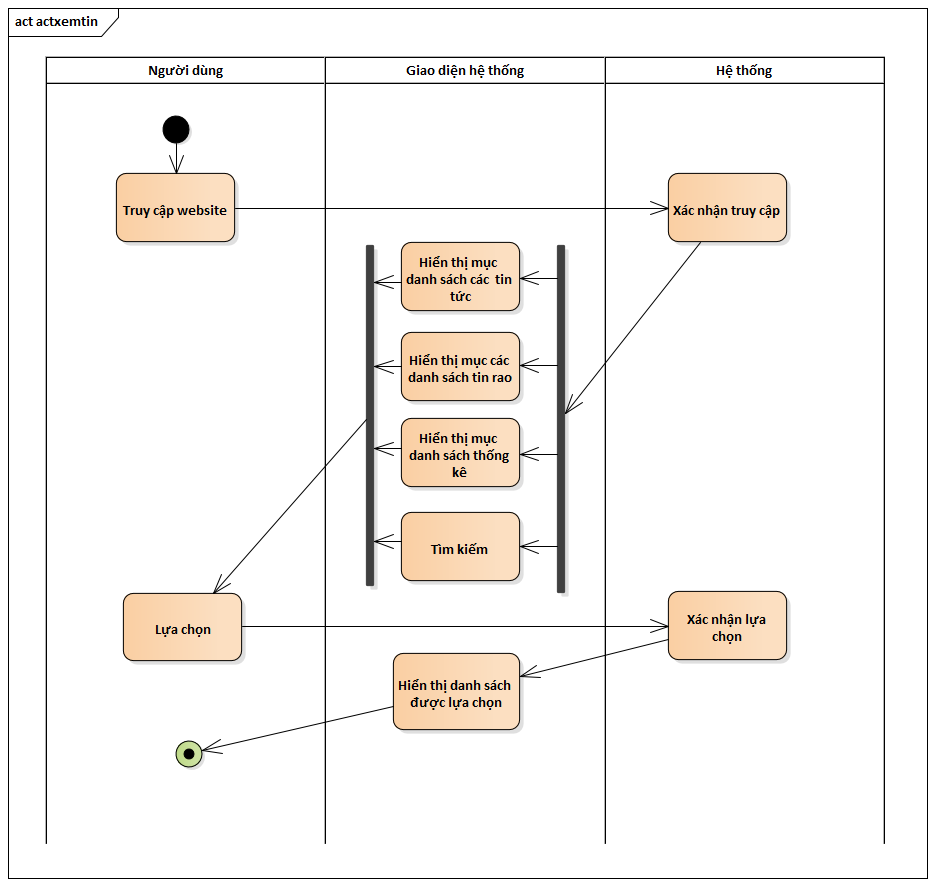 act actxemtin
Người dùng
Giao diện hệ thống
Hệ thống
Truy cập website
Xác nhận truy cập
Hiển thị mục
danh sách các tin
tức
Hiển thị mục các
danh sách tin rao
Hiển thị mục
danh sách thống
kê
Tìm kiếm
Lựa chọn
Xác nhận lựa
chọn
Hiển thị danh sách
được lựa chọn